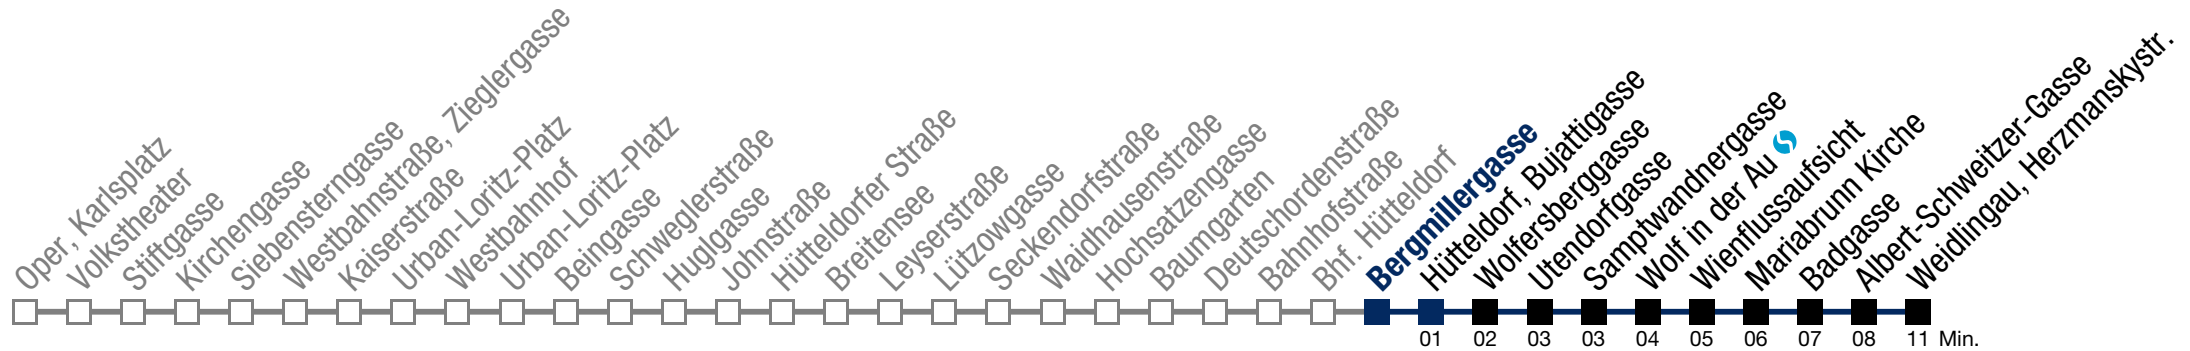 Oper, Karlsplatz
Volkstheater
Stiftgasse
Kirchengasse
Siebensterngasse
Westbahnstraße, Zieglergasse
Kaiserstraße
Urban-Loritz-Platz
Westbahnhof
Urban-Loritz-Platz
Beingasse
Schweglerstraße
Huglgasse
Johnstraße
Hütteldorfer Straße
Breitensee
Leyserstraße
Lützowgasse
Seckendorfstraße
Waidhausenstraße
Hochsatzengasse
Baumgarten
Deutschordenstraße
Bahnhofstraße
Bhf. Hütteldorf
Bergmillergasse
Hütteldorf, Bujattigasse
Wolfersberggasse
Utendorfgasse
Samptwandnergasse
Wolf in der Au
Wienflussaufsicht
Mariabrunn Kirche
Badgasse
Albert-Schweitzer-Gasse
Weidlingau, Herzmanskystr.
01 02 03 03 04 05 06 07 08 11 Min.